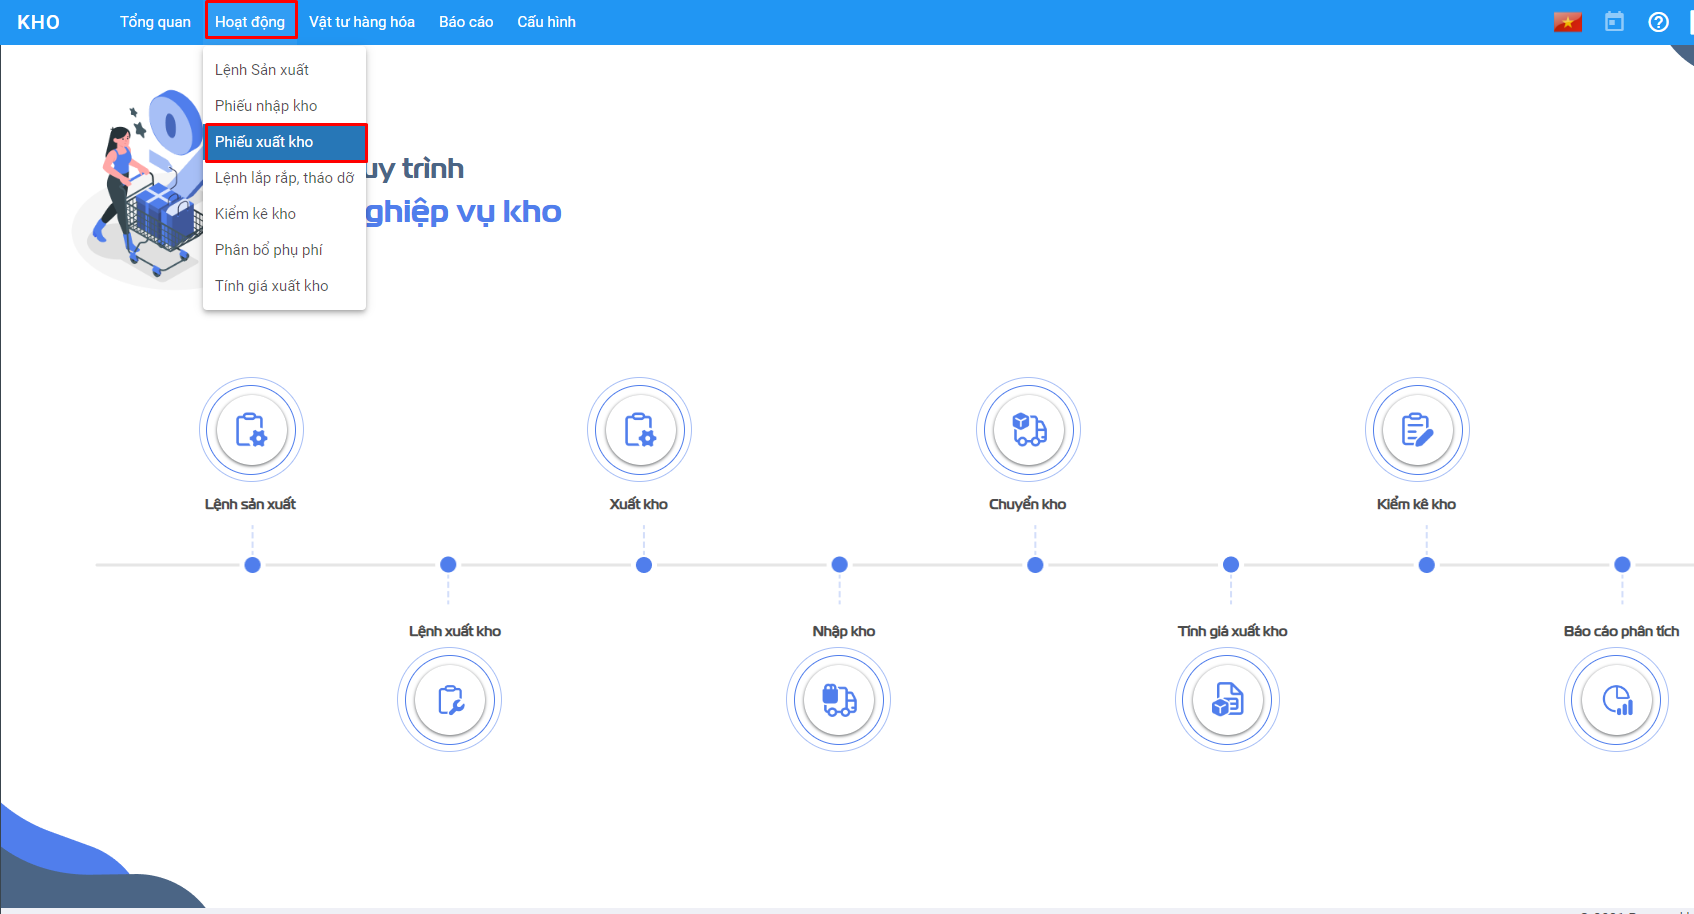 KHO Tổng quan Hoạt động Vật tư hàng hóa Báo cáo Cấu hình
Lệnh Sản xuất
Phiếu nhập kho
Phiếu xuất kho
Lệnh lắp rắp, tháo dỡ
Kiểm kê kho
Phân bổ phụ phí
Tính giá xuất kho
uy trình
ghiệp vụ kho
Lệnh sản xuất Xuất kho Chuyển kho Kiểm kê kho
Lệnh xuất kho Nhập kho Tính giá xuất kho Báo cáo phân tích